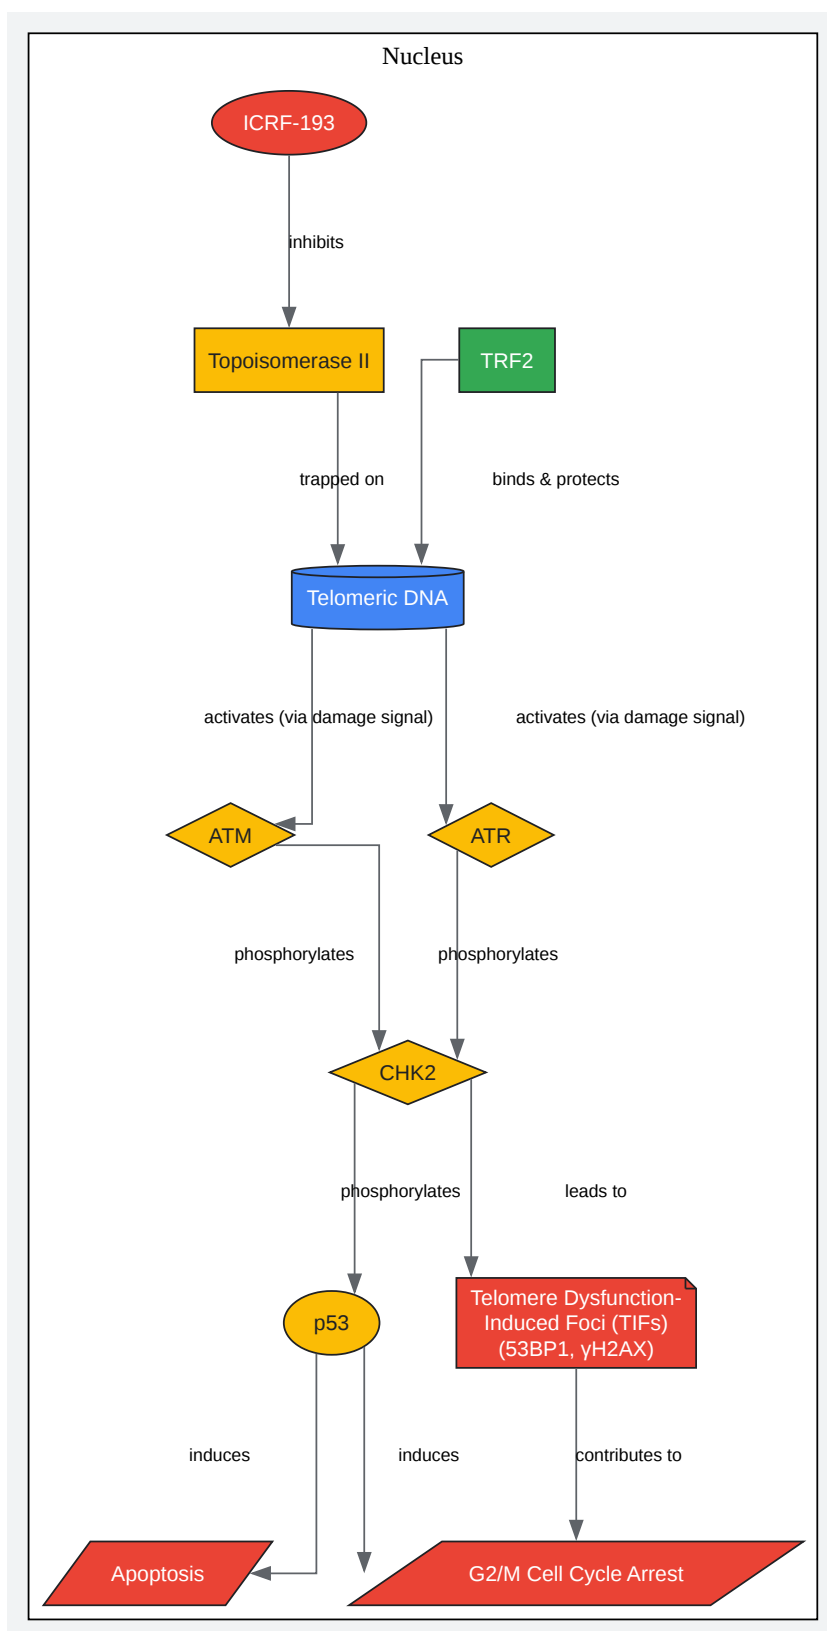 Nucleus
ICRF-193
inhibits
Topoisomerase II
TRF2
trapped on
binds & protects
Telomeric DNA
activates (via damage signal)
activates (via damage signal)
ATM
ATR
phosphorylates
phosphorylates
CHK2
phosphorylates
leads to
p53
Telomere Dysfunction-
Induced Foci (TIFs)
(53BP1, γH2AX)
induces
induces
contributes to
Apoptosis
G2/M Cell Cycle Arrest